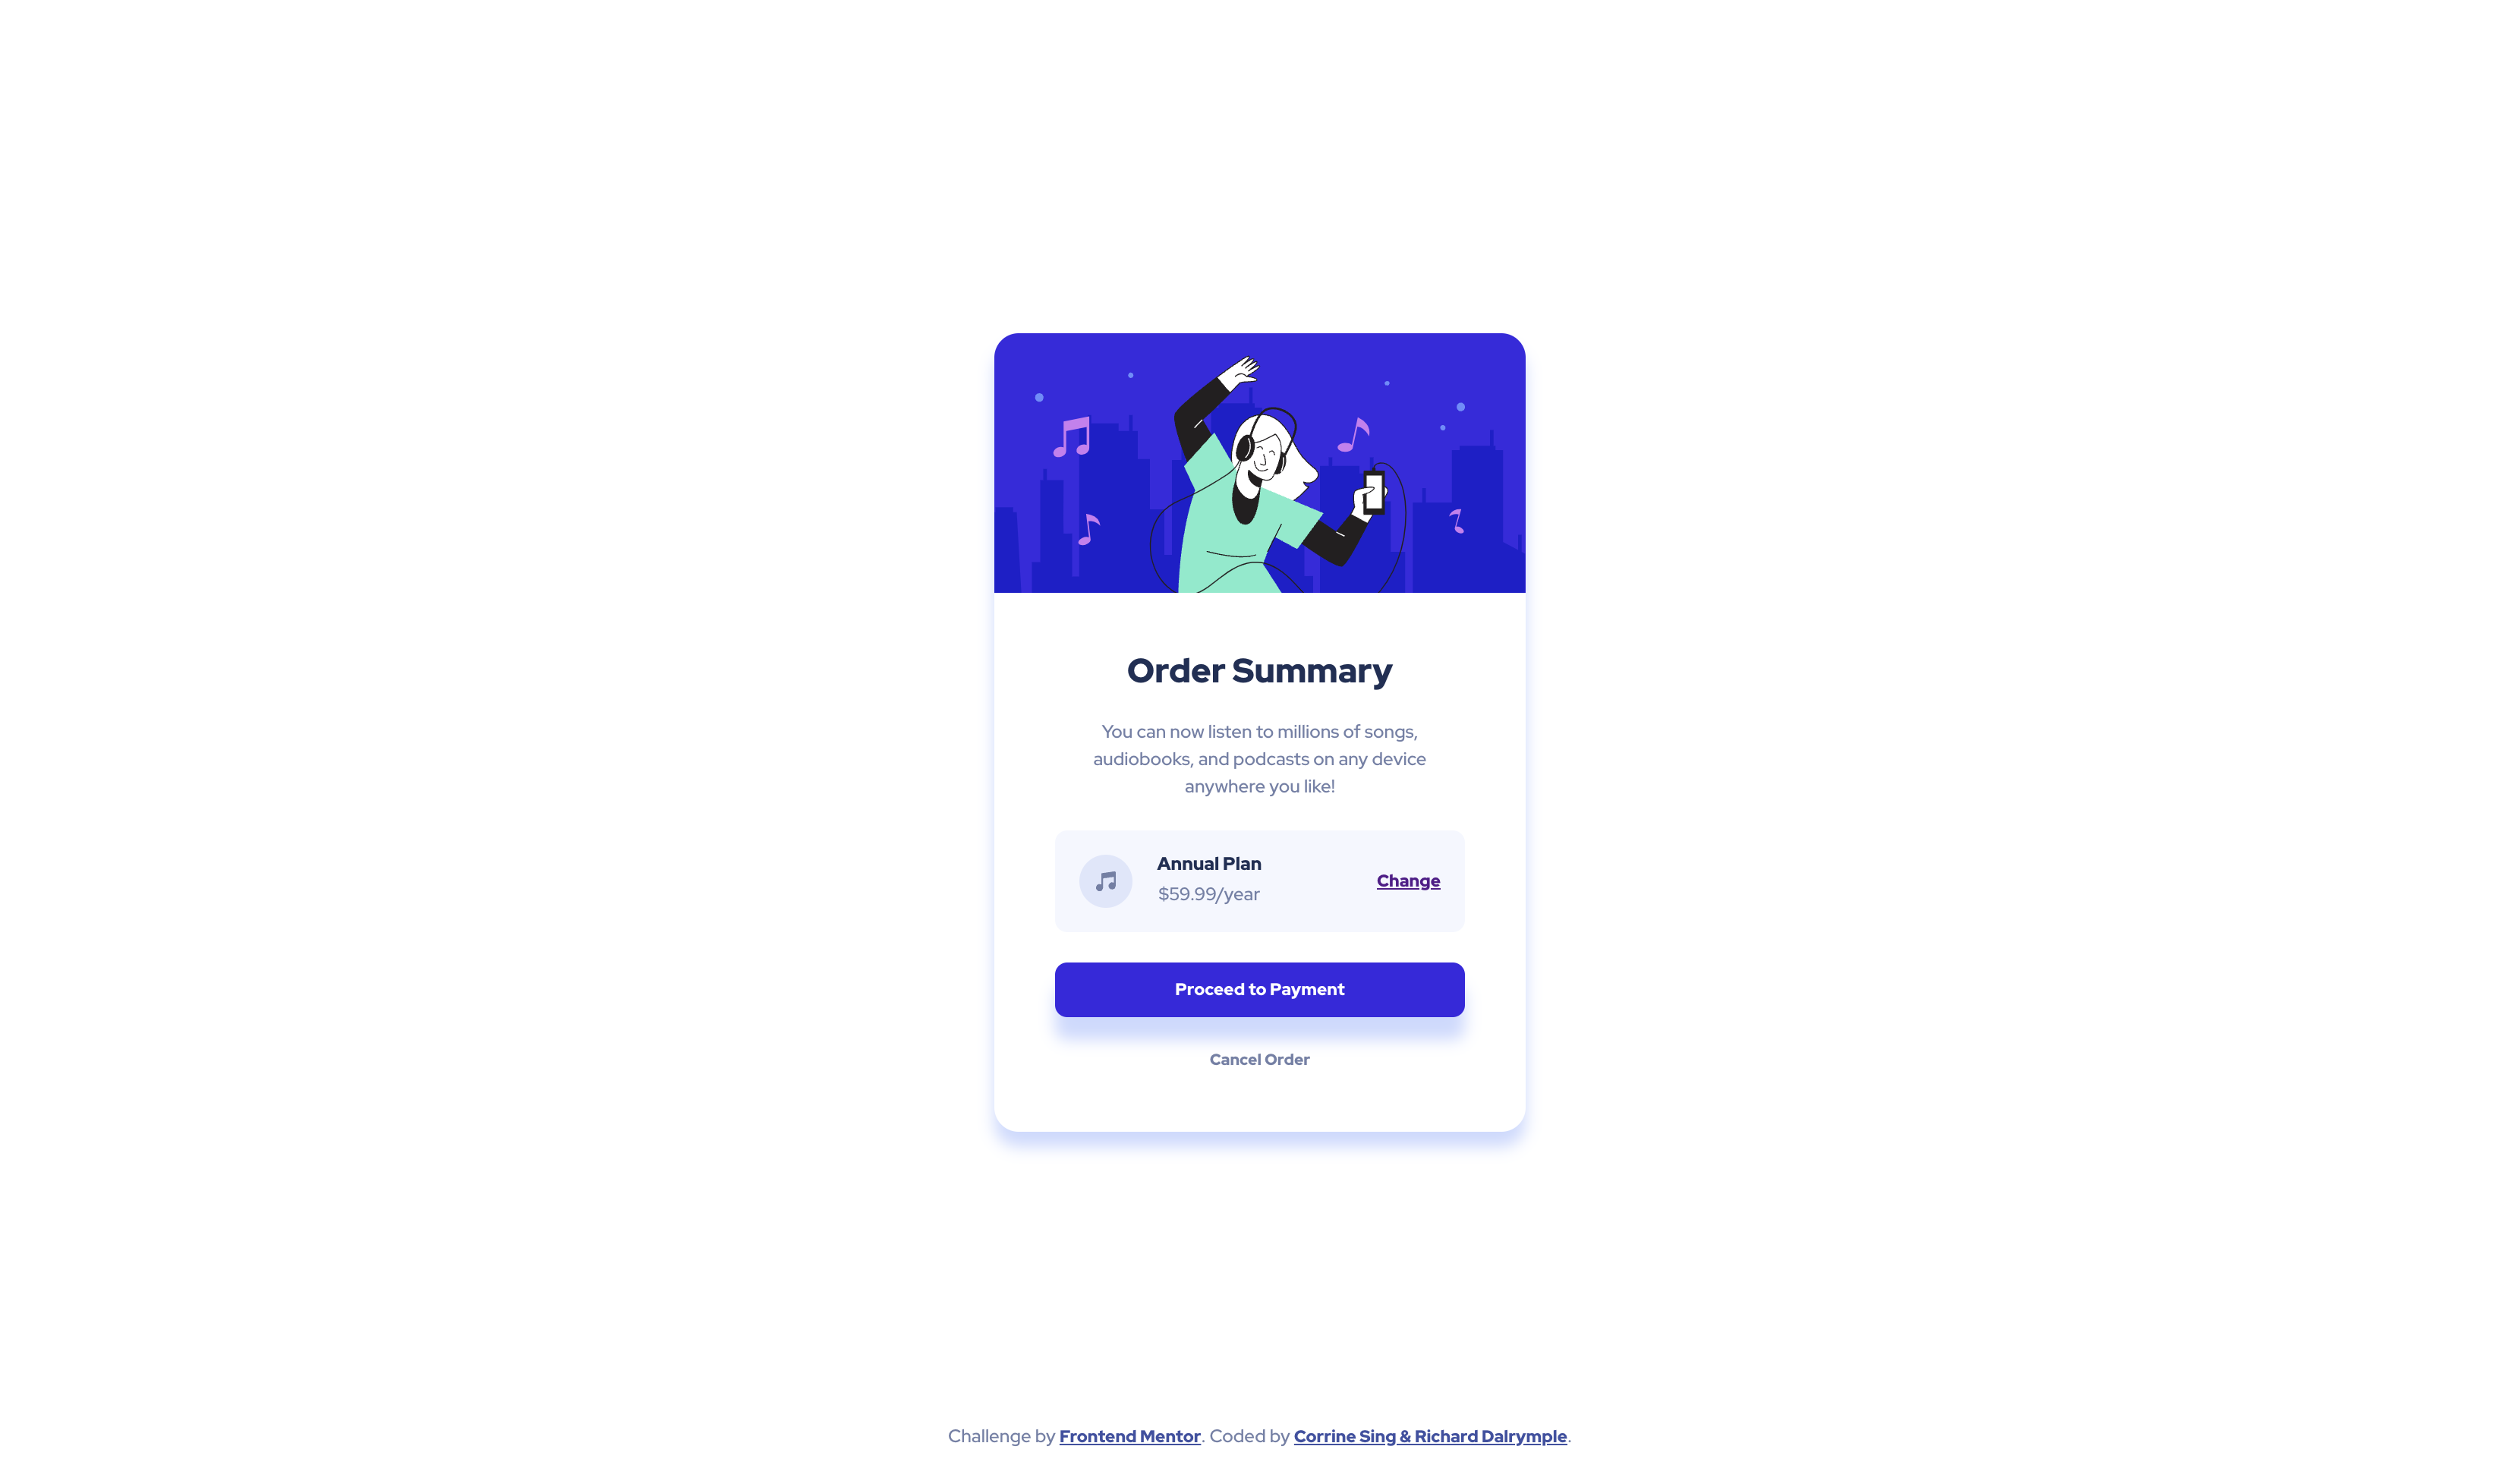 Order Summary
You can now listen to millions of songs,
audiobooks, and podcasts on any device
anywhere you like!
Annual Plan
$59.99/year
Change
Proceed to Payment
Cancel Order
Challenge by Frontend Mentor. Coded by Corrine Sing & Richard Dalrymple.